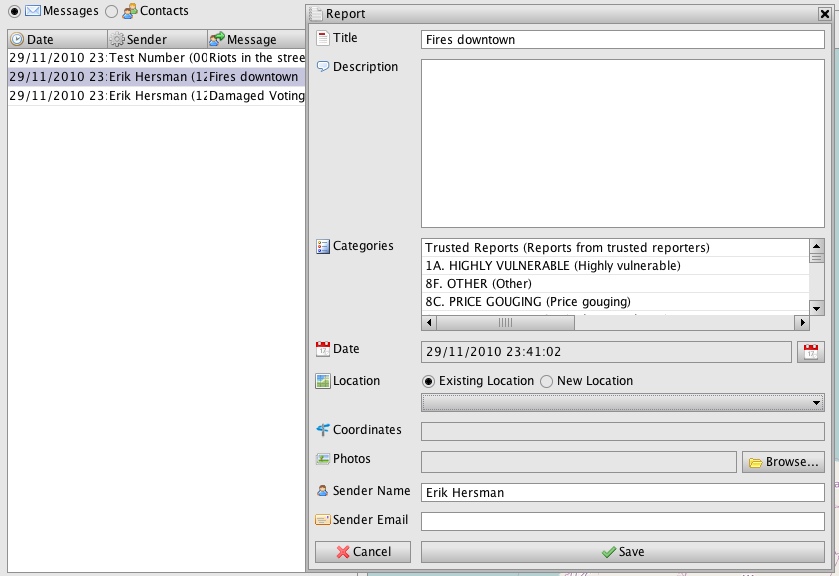 Messages Contacts
Date Sender Message
29/11/2010 23: Test Number (00 Riots in the stree
29/11/2010 23: Erik Hersman (12 Fires downtown
29/11/2010 23: Erik Hersman (12 Damaged Voting
Report
Title Fires downtown
Description
Categories
Trusted Reports (Reports from trusted reporters)
1A. HIGHLY VULNERABLE (Highly vulnerable)
8F. OTHER (Other)
8C. PRICE GOUGING (Price gouging)
Date 29/11/2010 23:41:02
Location Existing Location New Location
Coordinates
Photos Browse...
Sender Name Erik Hersman
Sender Email
Cancel Save